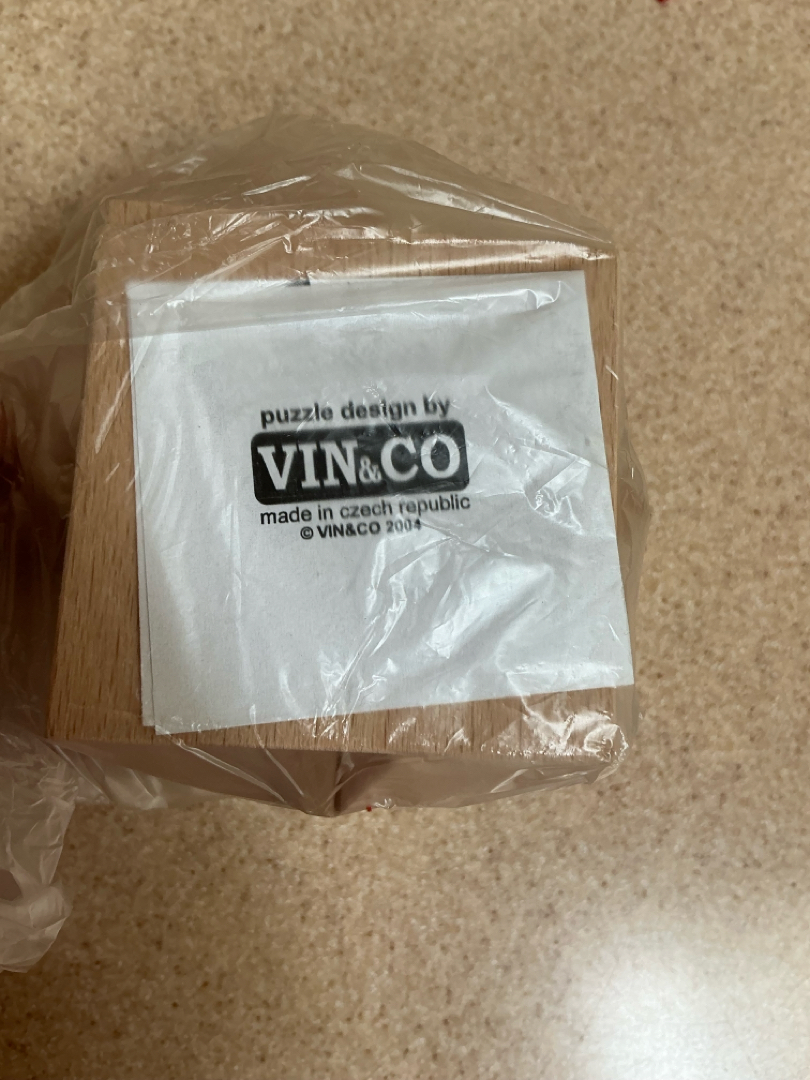 puzzle design by
VIN&CO
made in czech republic
© VIN&CO 2004